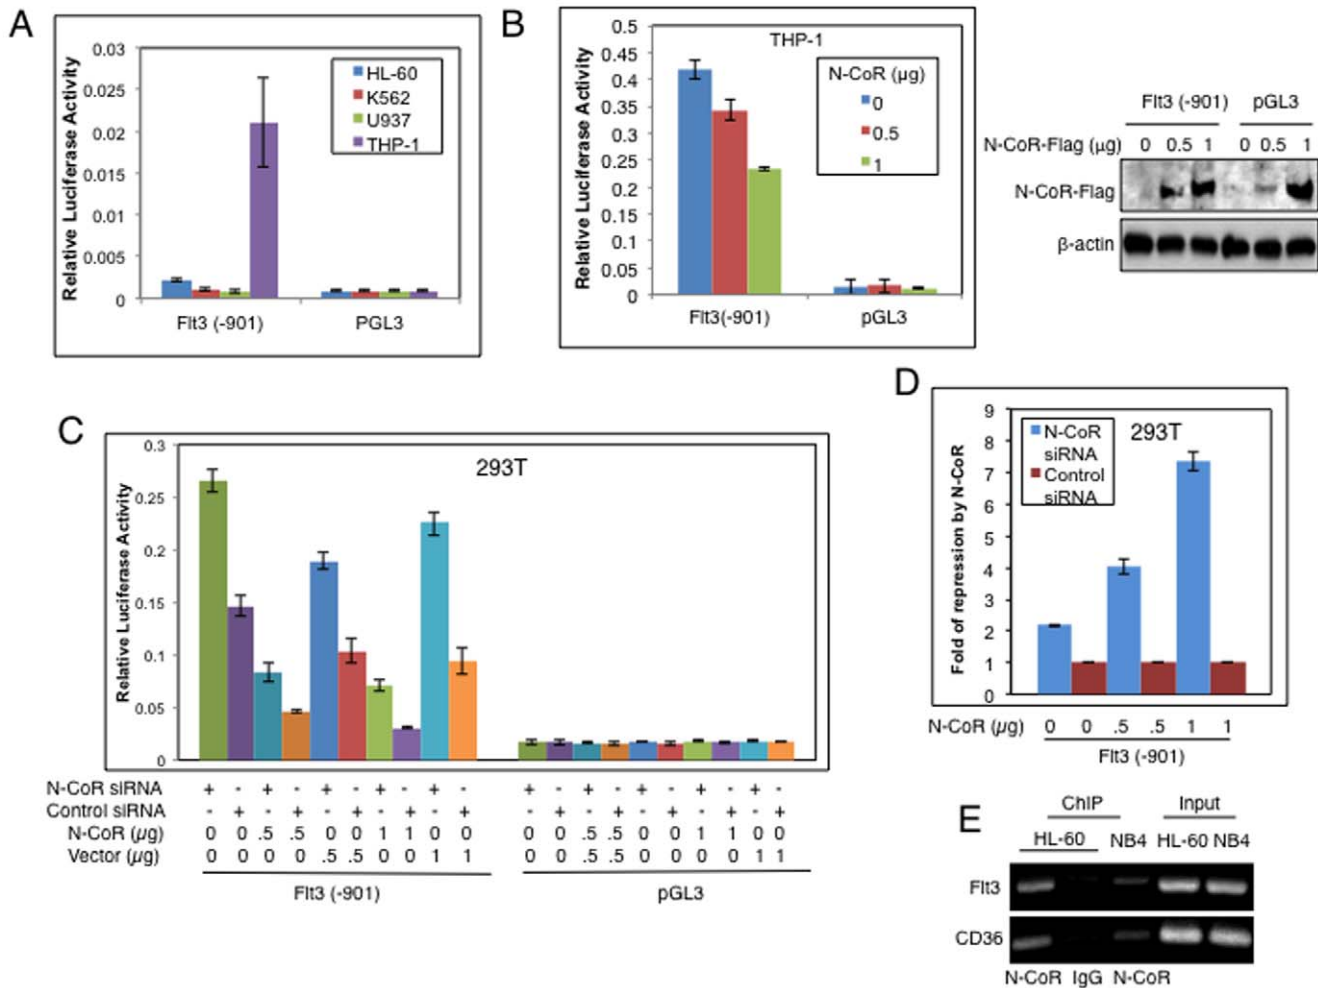 A
Relative Luciferase Activity
0.03
0.025
0.02
0.015
0.01
0.005
0
HL-60
K562
U937
THP-1
Flt3 (-901)
PGL3
B
Relative Luciferase Activity
0.5
0.45
0.4
0.35
0.3
0.25
0.2
0.15
0.1
0.05
0
THP-1
N-CoR (µg)
0
0.5
1
Flt3(-901)
pGL3
Flt3 (-901) pGL3
N-CoR-Flag (µg) 0 0.5 1 0 0.5 1
N-CoR-Flag
β-actin
C
Relative Luciferase Activity
0.3
0.25
0.2
0.15
0.1
0.05
0
293T
N-CoR siRNA + - + - + - + - + - + - + - + - + - + -
Control siRNA - + - + - + - + - + - + - + - + - + - +
N-CoR (µg) 0 0 .5 .5 0 0 1 1 0 0 0 0 .5 .5 0 0 1 1 0 0
Vector (µg) 0 0 0 0 .5 .5 0 0 1 1 0 0 .5 .5 0 0 0 0 1 1
Flt3 (-901)
pGL3
D
Fold of repression by N-CoR
9
8
7
6
5
4
3
2
1
0
N-CoR
siRNA
Control
siRNA
293T
N-CoR (µg) 0 0 .5 .5 1 1
Flt3 (-901)
E
ChIP Input
HL-60 NB4 HL-60 NB4
Flt3
CD36
N-CoR IgG N-CoR